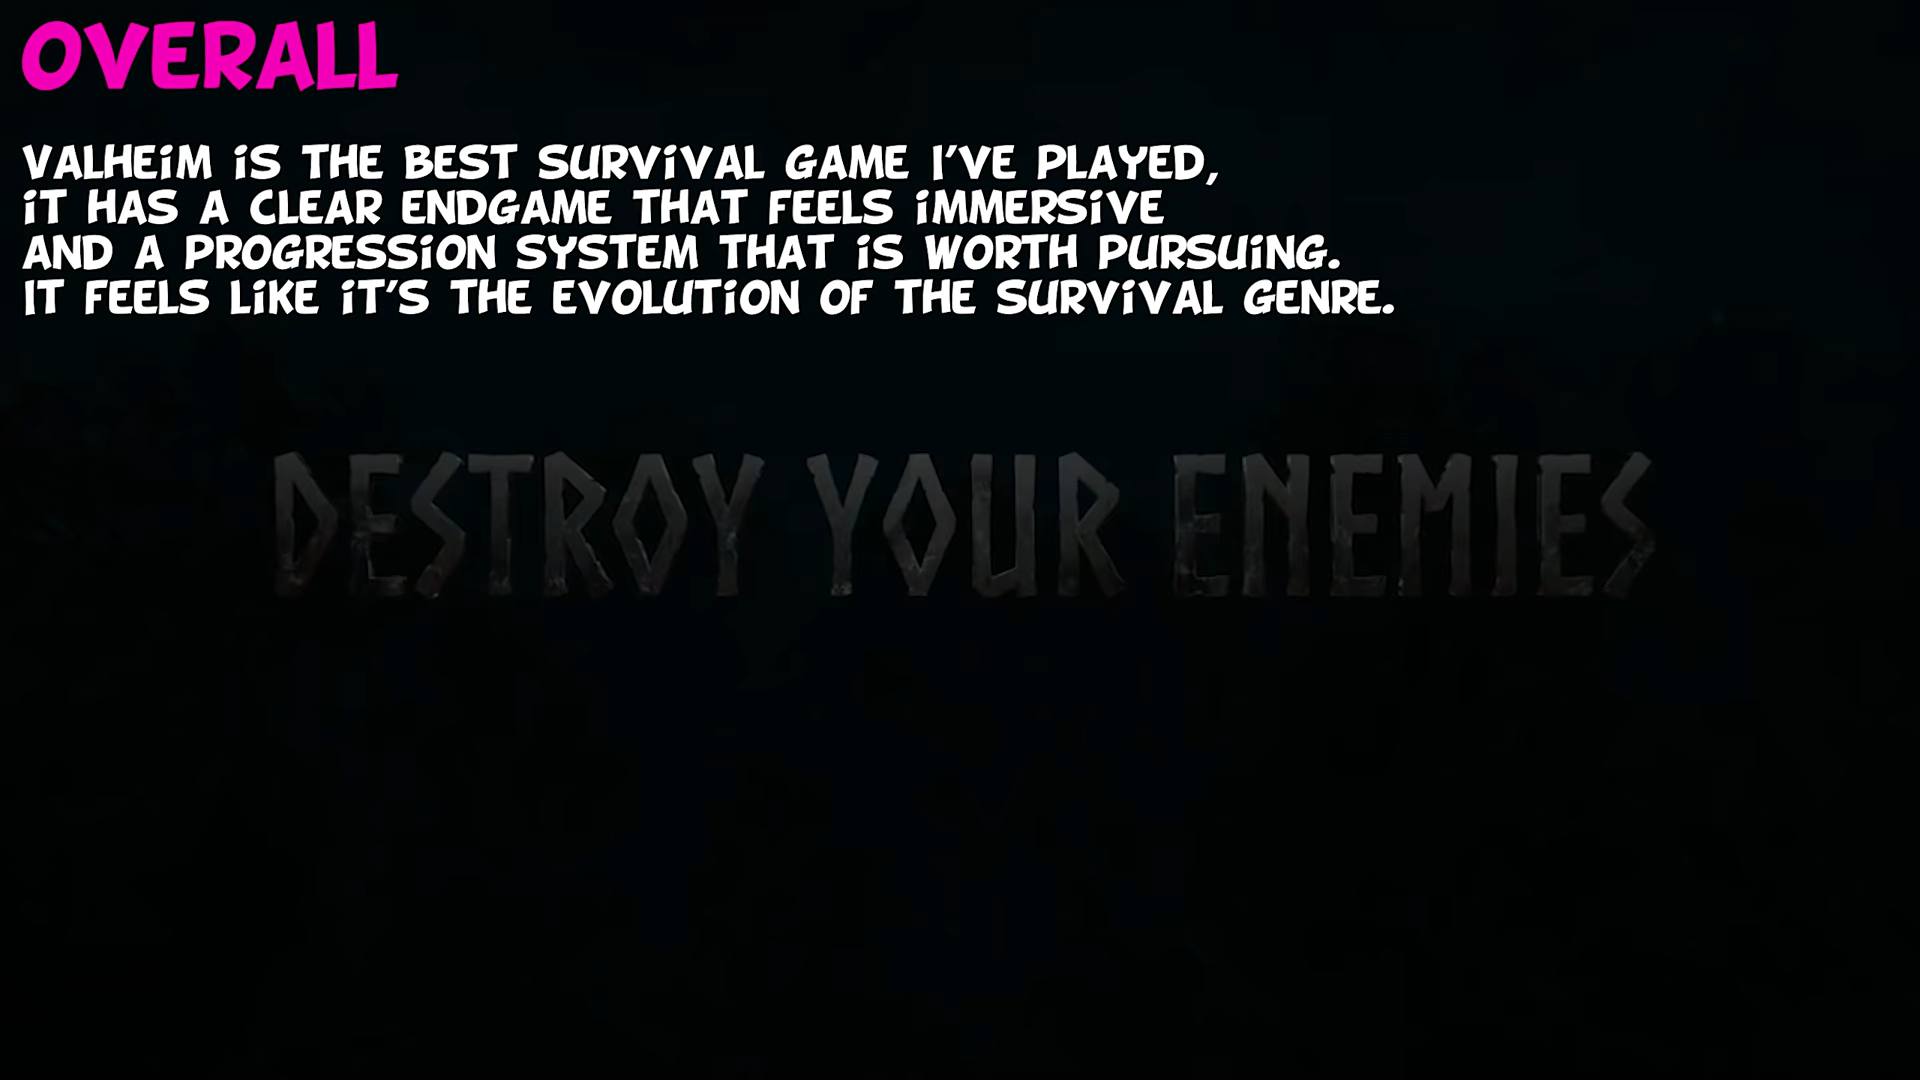 OVERALL
VALHEiM iS THE BEST SURViVAL GAME I'VE PLAYED,
iT HAS A CLEAR ENDGAME THAT FEELS iMMERSiVE
AND A PROGRESSiON SYSTEM THAT iS WORTH PURSUiNG.
IT FEELS LiKE iT'S THE EVOLUTiON OF THE SURViVAL GENRE.
DESTROY YOUR ENEMIES